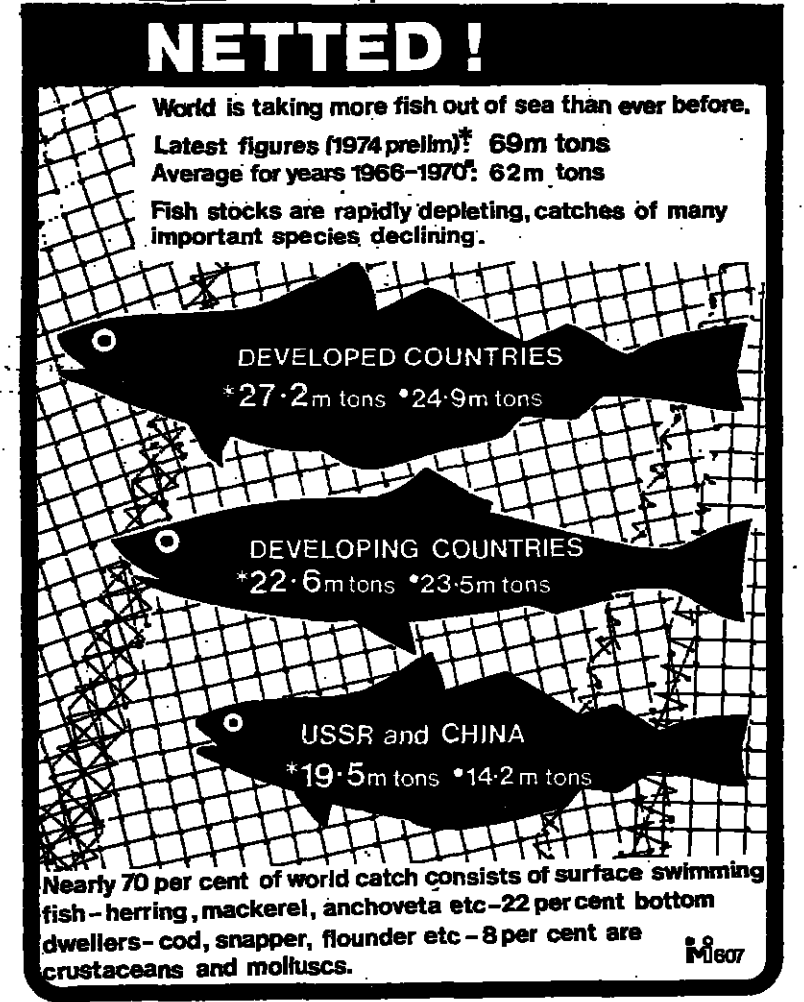 NETTED !
World is taking more fish out of sea than ever before.
Latest figures (1974 prelim)*: 69m tons
Average for years 1966-1970•: 62m tons
Fish stocks are rapidly depleting, catches of many
important species declining.
DEVELOPED COUNTRIES
*27·2m tons •24·9m tons
DEVELOPING COUNTRIES
*22·6m tons •23·5m tons
USSR and CHINA
*19·5m tons •14·2m tons
Nearly 70 per cent of world catch consists of surface swimming
fish - herring, mackerel, anchoveta etc - 22 per cent bottom
dwellers - cod, snapper, flounder etc - 8 per cent are
crustaceans and molluscs.
607